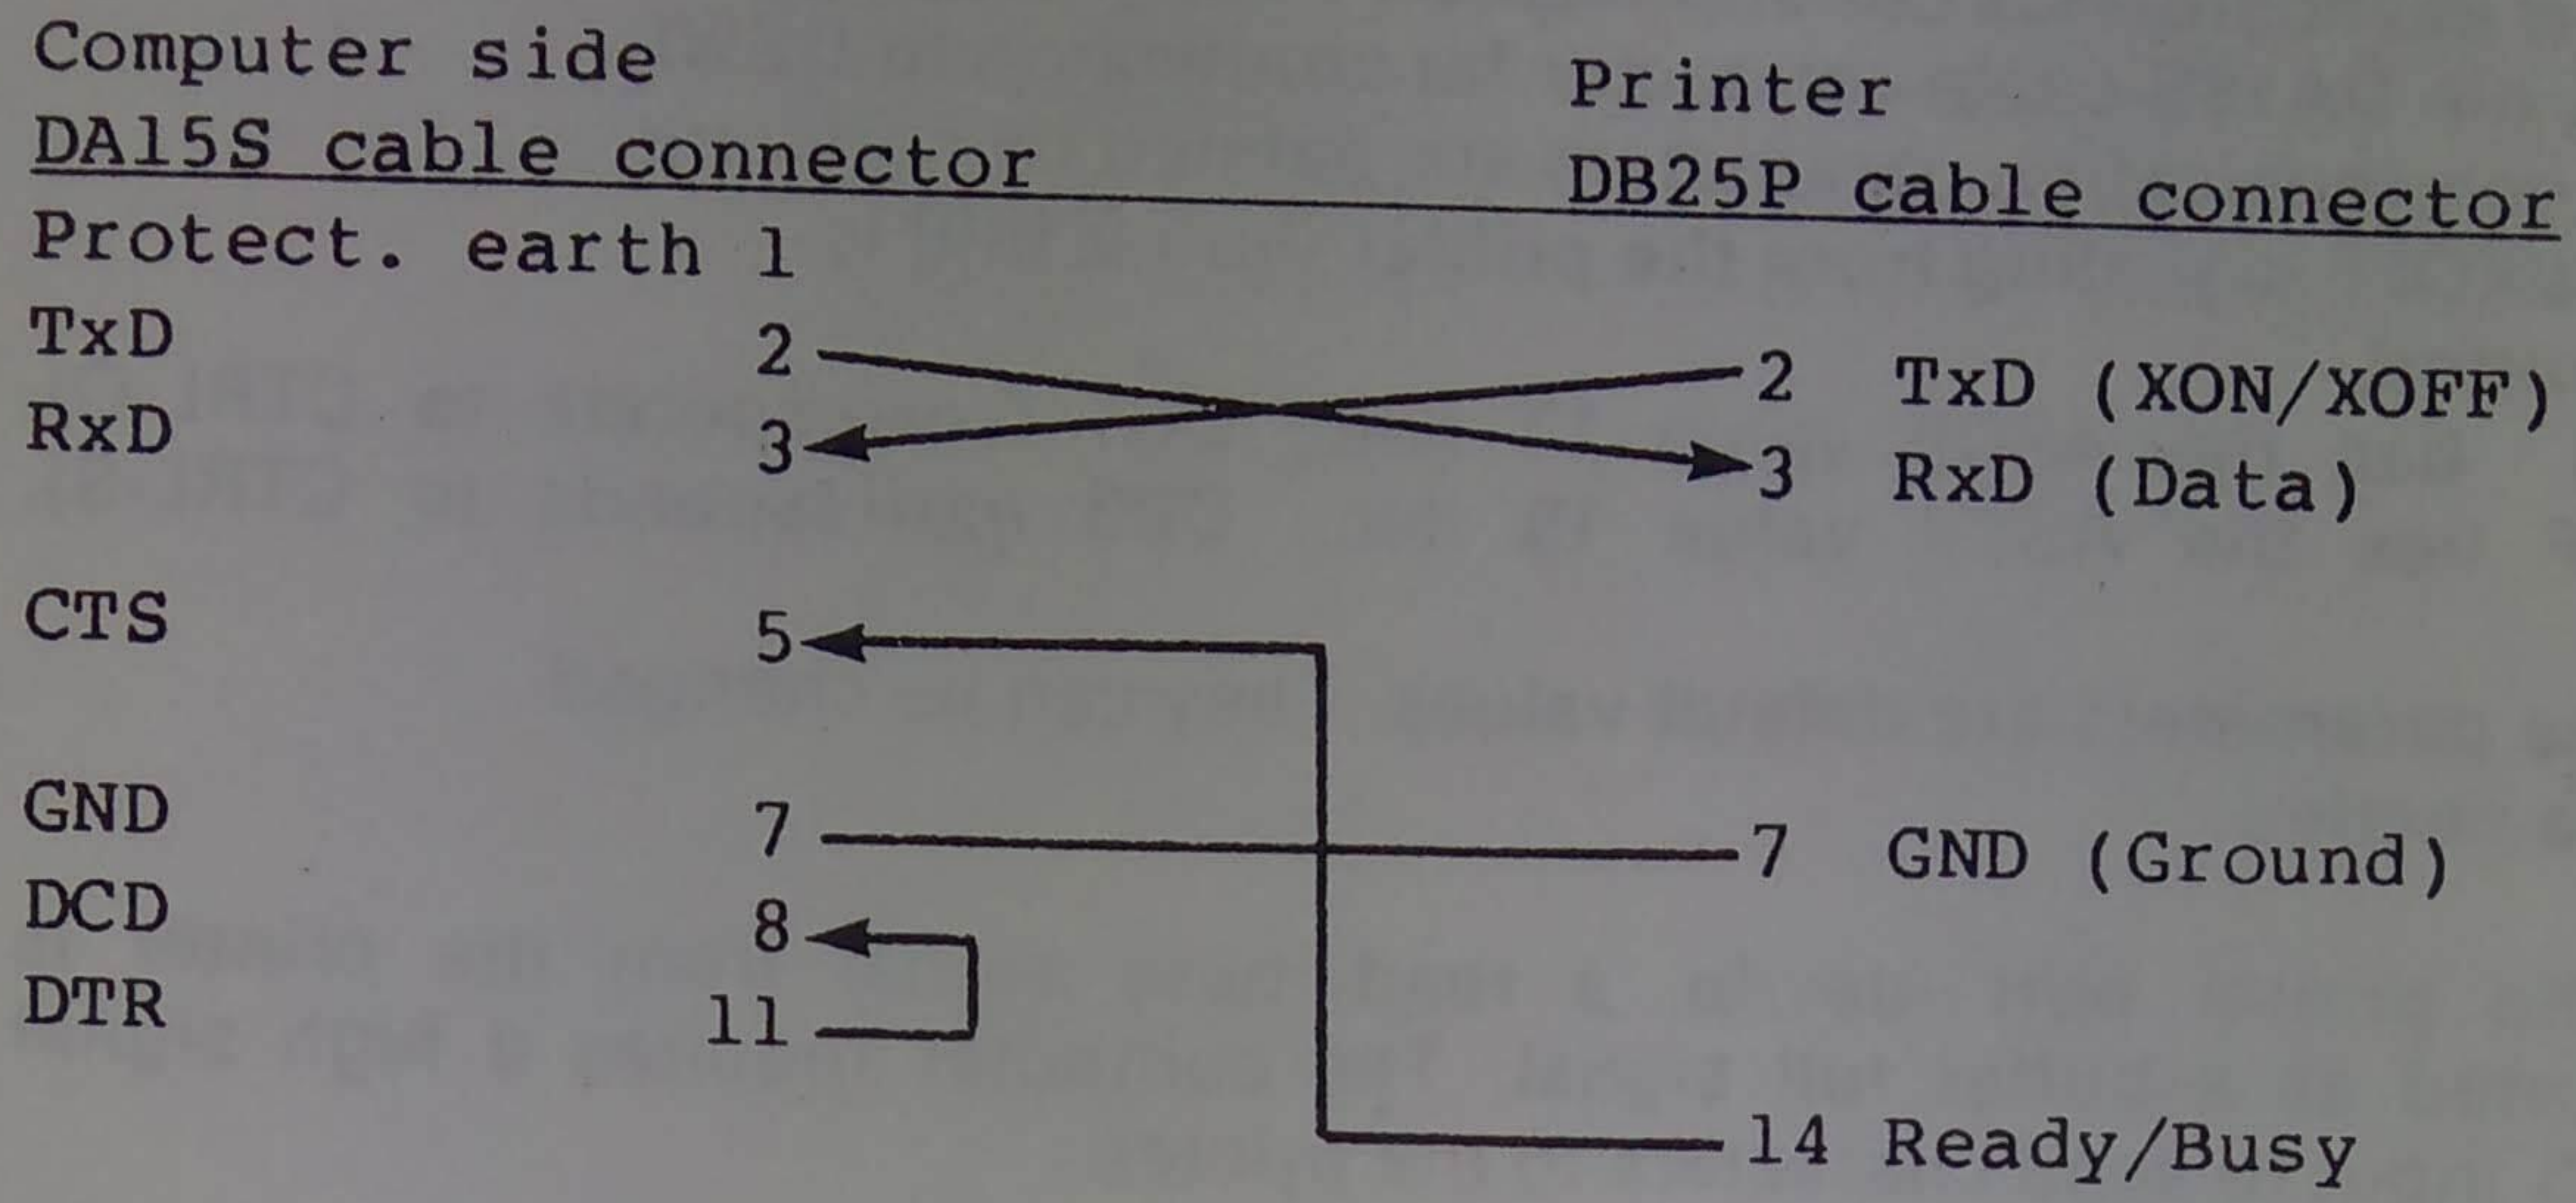 Computer side Printer
DA15S cable connector DB25P cable connector
Protect. earth 1
TxD 2 2 TxD (XON/XOFF)
RxD 3 3 RxD (Data)
CTS 5
GND 7 7 GND (Ground)
DCD 8
DTR 11
14 Ready/Busy